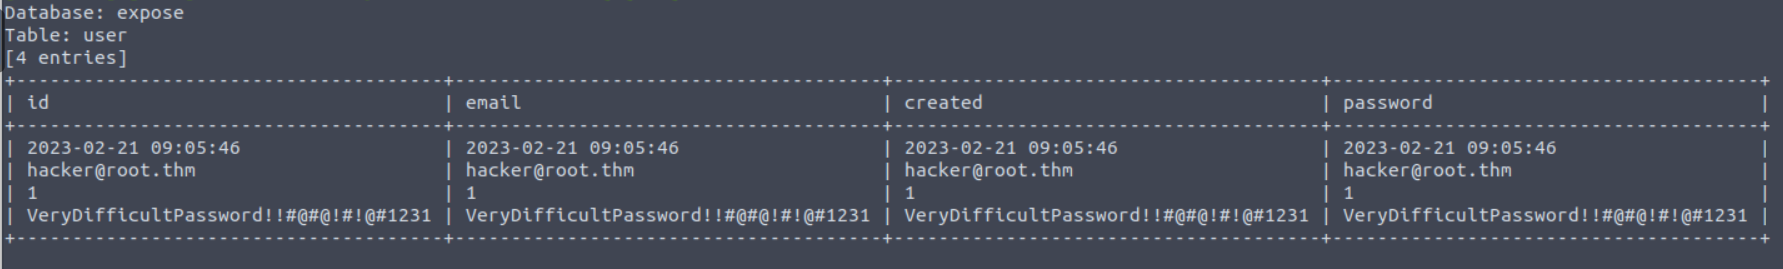 Database: expose
Table: user
[4 entries]
+--------------------------------------+--------------------------------------+--------------------------------------+--------------------------------------+
| id                                   | email                                | created                              | password                             |
+--------------------------------------+--------------------------------------+--------------------------------------+--------------------------------------+
| 2023-02-21 09:05:46                  | 2023-02-21 09:05:46                  | 2023-02-21 09:05:46                  | 2023-02-21 09:05:46                  |
| hacker@root.thm                      | hacker@root.thm                      | hacker@root.thm                      | hacker@root.thm                      |
| 1                                    | 1                                    | 1                                    | 1                                    |
| VeryDifficultPassword!!#@#@!#!@#1231 | VeryDifficultPassword!!#@#@!#!@#1231 | VeryDifficultPassword!!#@#@!#!@#1231 | VeryDifficultPassword!!#@#@!#!@#1231 |
+--------------------------------------+--------------------------------------+--------------------------------------+--------------------------------------+